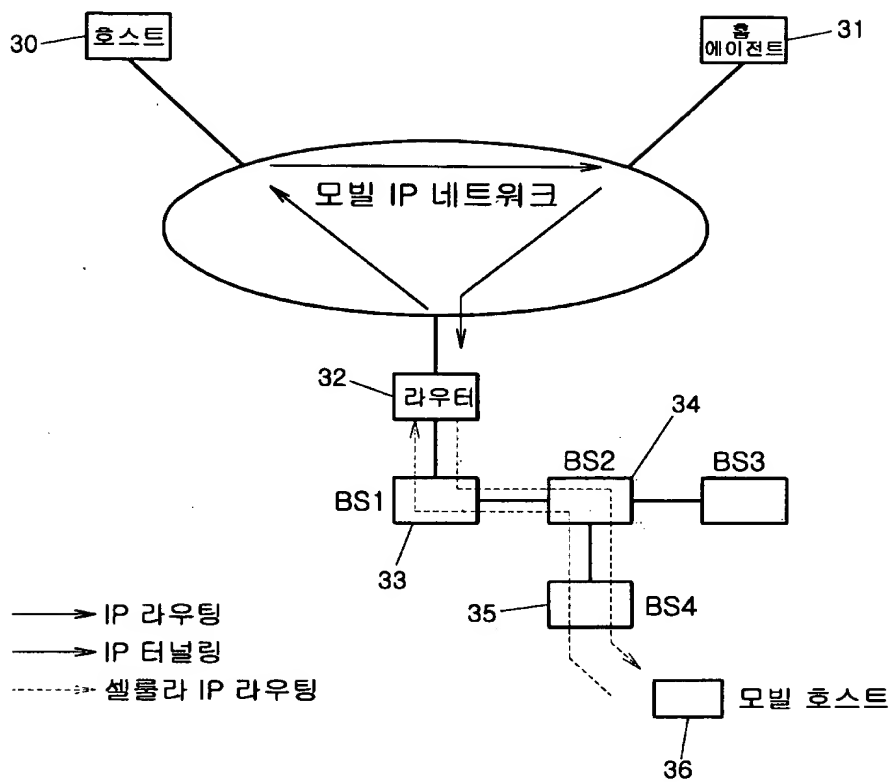 30
호스트
홈
에이전트
31
모빌 IP 네트워크
32
라우터
34
BS2
BS3
BS1
33
35
BS4
IP 라우팅
IP 터널링
셀룰라 IP 라우팅
모빌 호스트
36